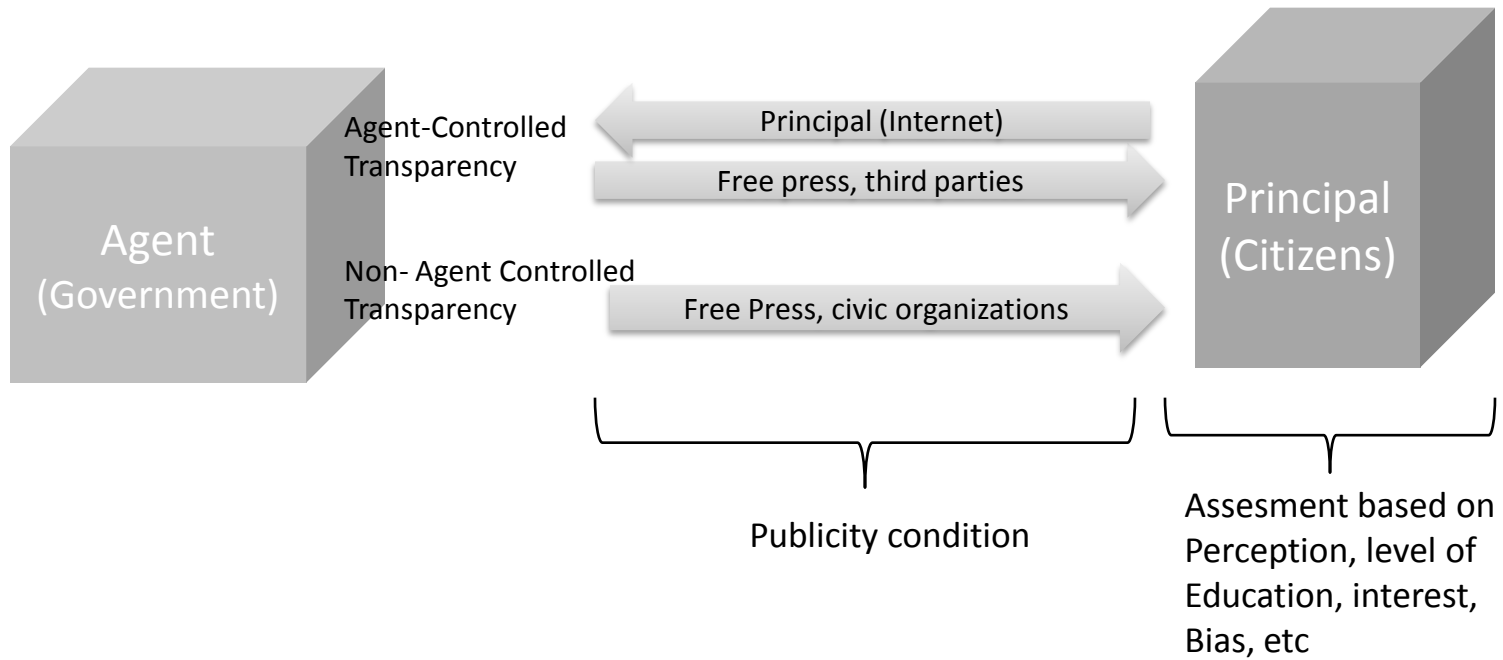 Agent
(Government)
Agent-Controlled
Transparency
Non- Agent Controlled
Transparency
Principal (Internet)
Free press, third parties
Free Press, civic organizations
Principal
(Citizens)
Publicity condition
Assesment based on
Perception, level of
Education, interest,
Bias, etc